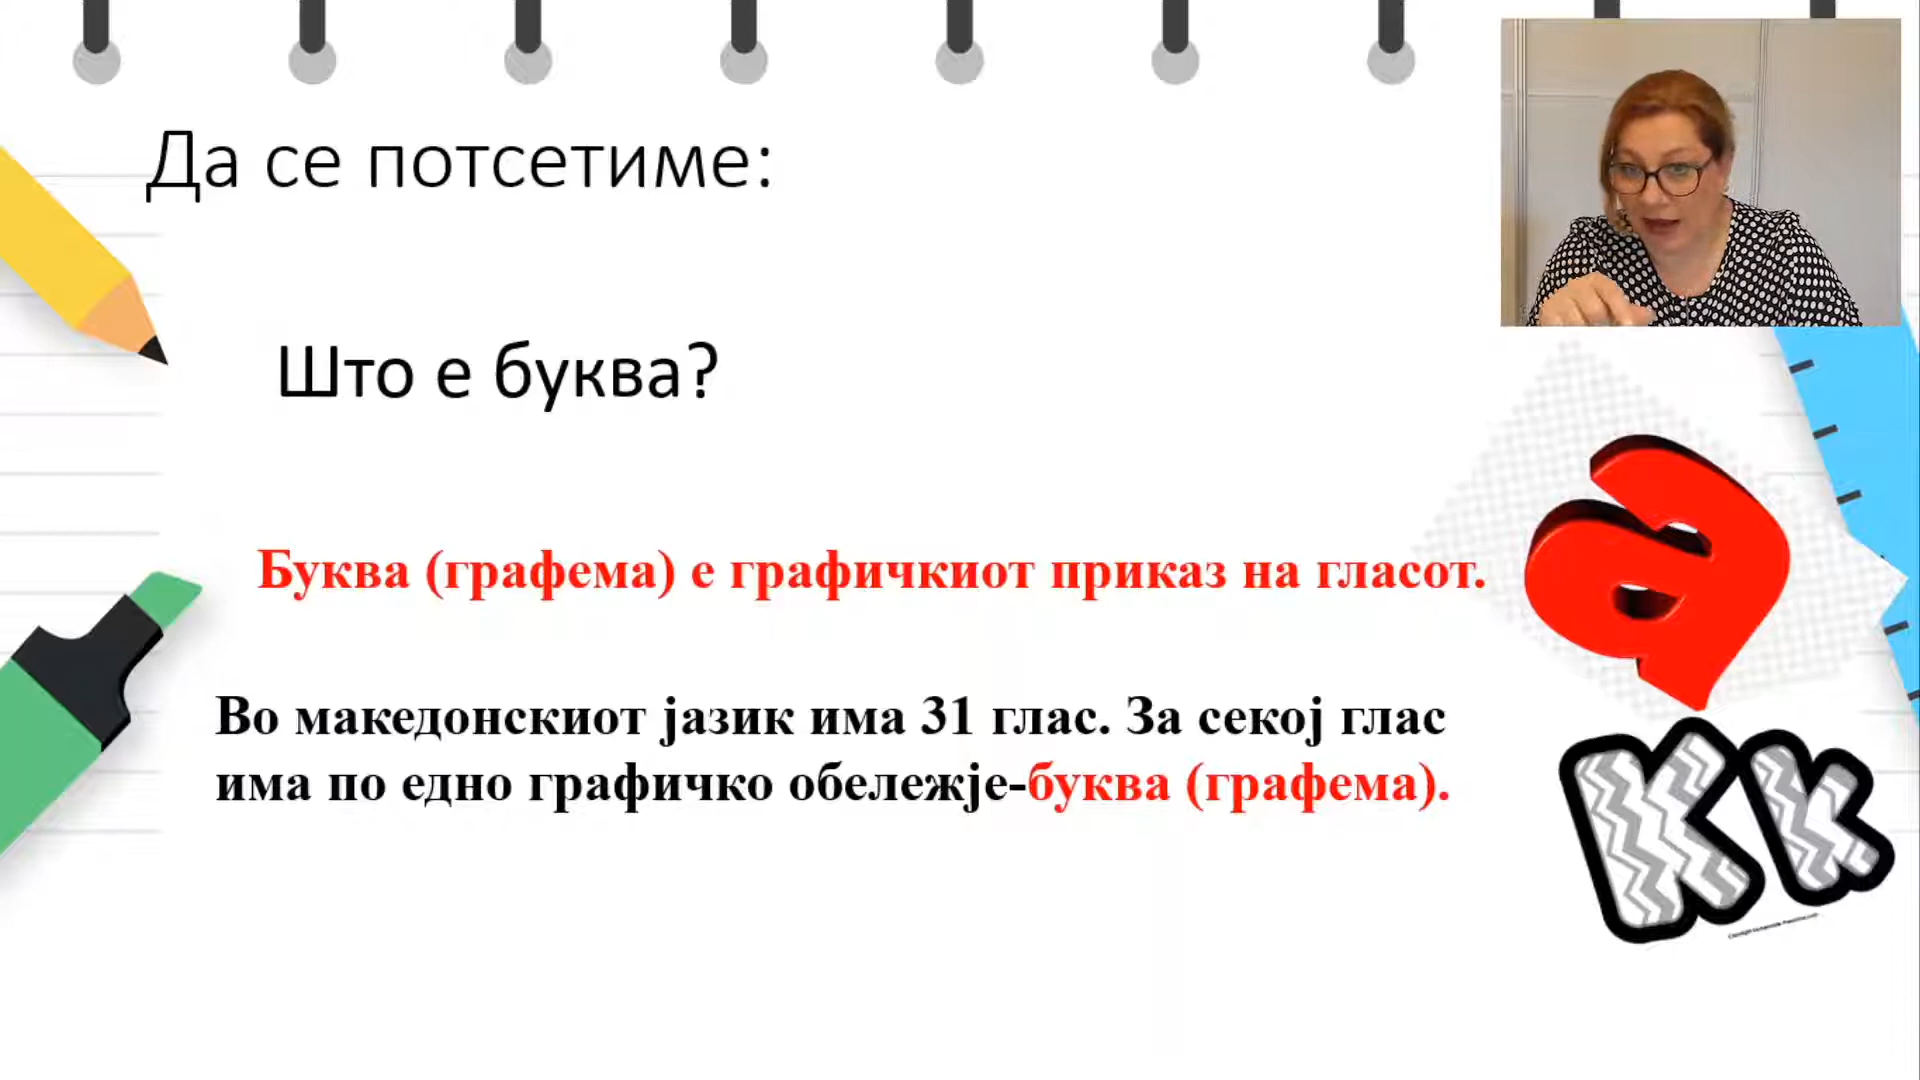 Да се потсетиме:
Што е буква?
Буква (графема) е графичкиот приказ на гласот.
Во македонскиот јазик има 31 глас. За секој глас
има по едно графичко обележје-буква (графема).
а
Kk